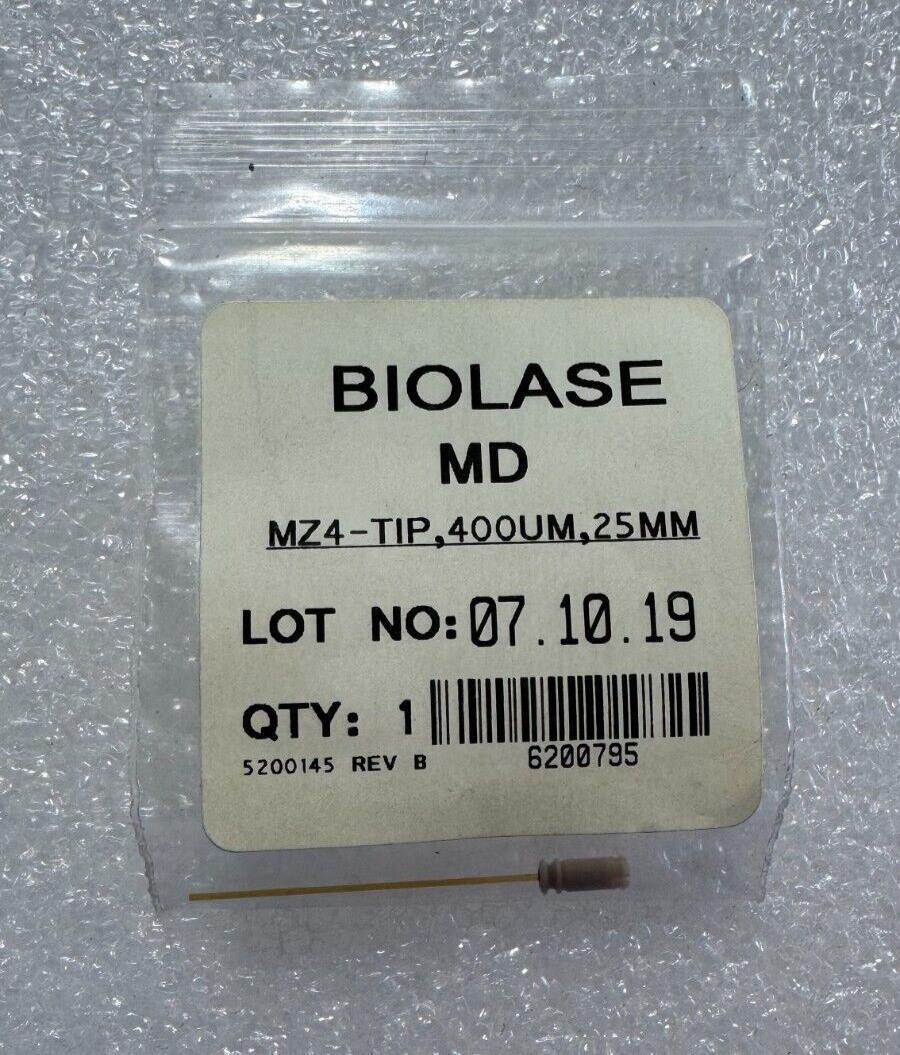 BIOLASE
MD
MZ4-TIP,400UM,25MM
LOT NO: 07.10.19
QTY: 1
5200145 REV B
6200795